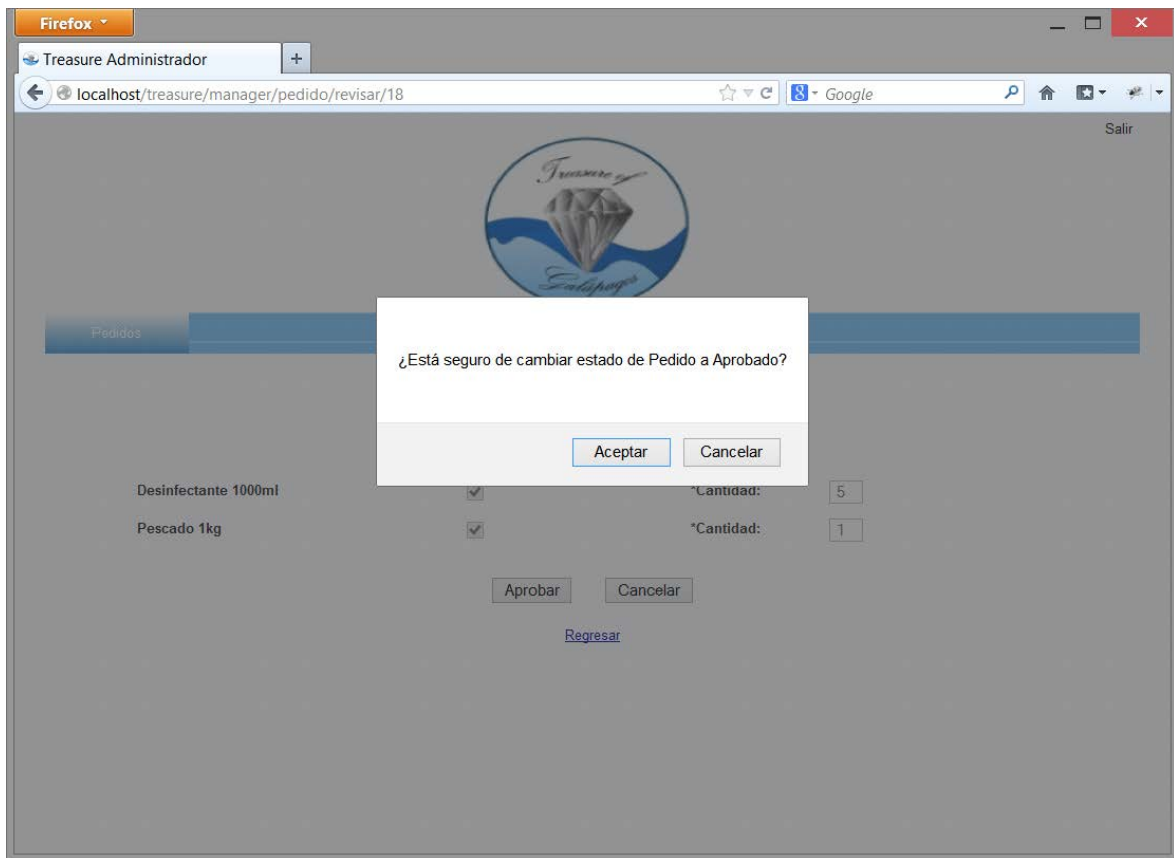 Firefox
Treasure Administrador
+
localhost/treasure/manager/pedido/revisar/18
8 Google
Salir
Treasure of
Galápagos
Pedidos
¿Está seguro de cambiar estado de Pedido a Aprobado?
Aceptar Cancelar
Desinfectante 1000ml *Cantidad: 5
Pescado 1kg *Cantidad: 1
Aprobar Cancelar
Regresar